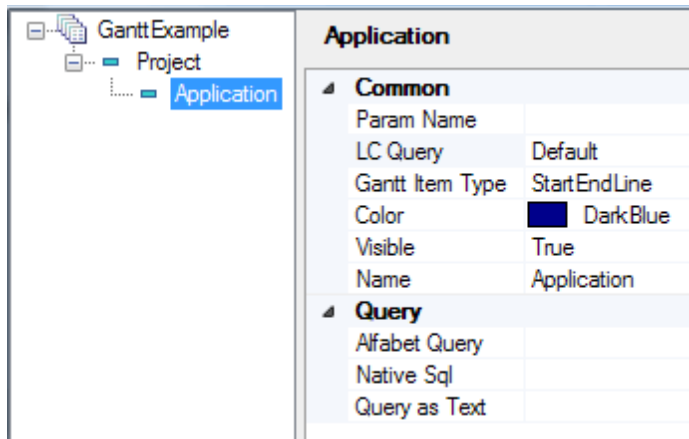 GanttExample
Project
Application
Application
Common
Param Name
LC Query Default
Gantt Item Type StartEndLine
Color DarkBlue
Visible True
Name Application
Query
Alfabet Query
Native Sql
Query as Text